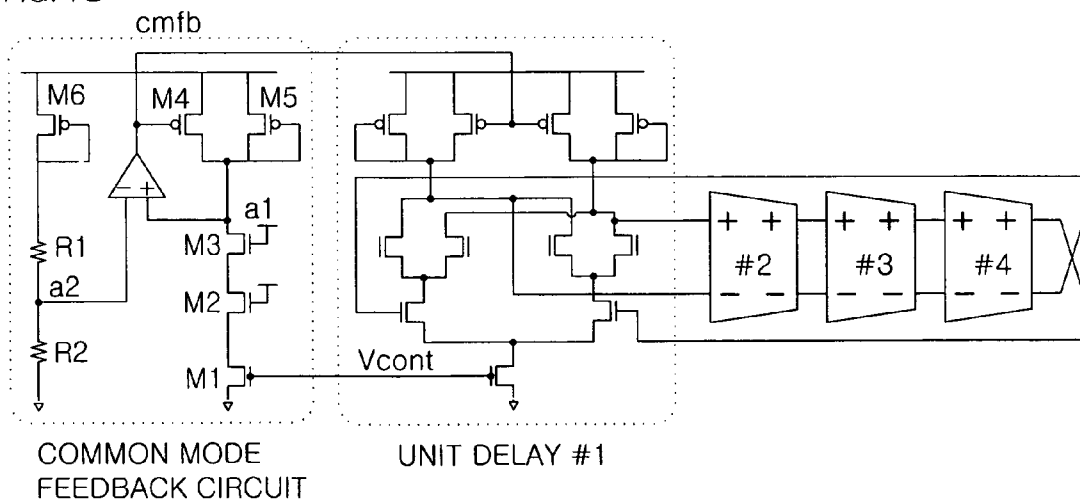 cmfb
M6
M4
M5
- +
a1
M3
R1
a2
M2
R2
M1
Vcont
+ +
#2
- -
+ +
#3
- -
+ +
#4
- -
COMMON MODE
FEEDBACK CIRCUIT
UNIT DELAY #1